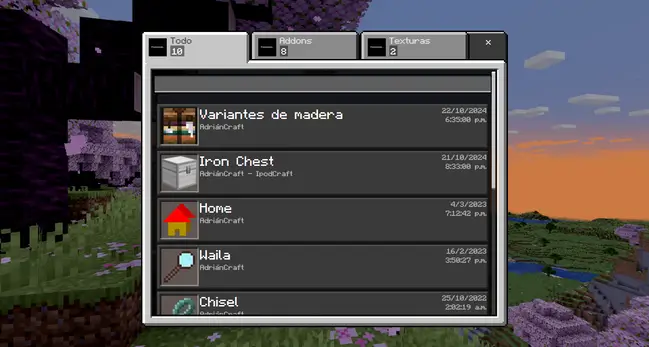 Todo
10
Addons
8
Texturas
2
×
Variantes de madera
AdriánCraft
22/10/2024
6:35:00 p.m.
Iron Chest
AdriánCraft - IpodCraft
21/10/2024
8:33:00 p.m.
Home
AdriánCraft
4/3/2023
7:12:42 p.m.
Waila
AdriánCraft
16/2/2023
3:50:27 p.m.
Chisel
AdriánCraft
25/10/2022
2:02:19 a.m.